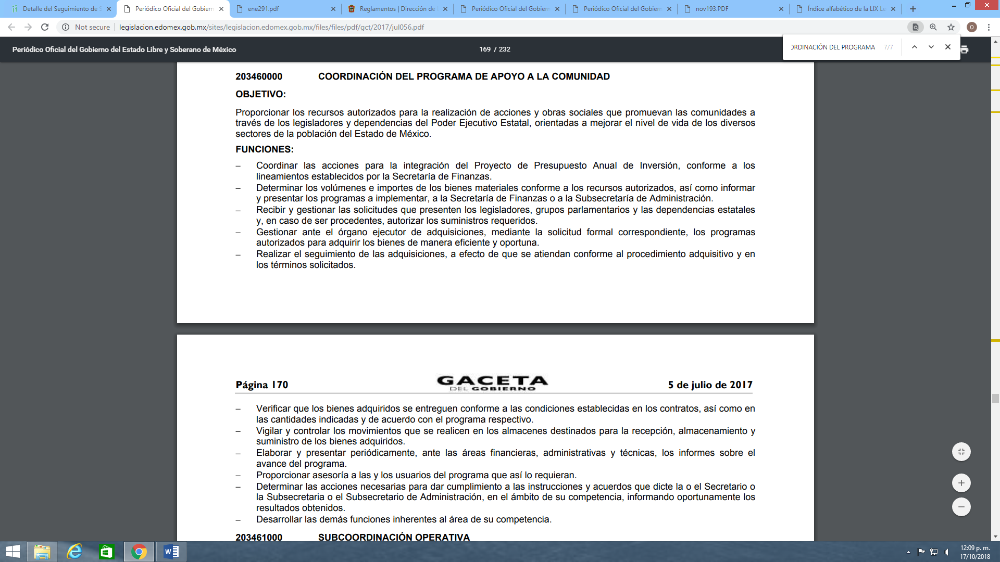 Detalle del Seguimiento de S
Periódico Oficial del Gobiern
ene291.pdf
Reglamentos | Dirección de
Periódico Oficial del Gobiern
Periódico Oficial del Gobiern
nov193.PDF
Índice alfabético de la LIX Le
Not secure
legislacion.edomex.gob.mx/sites/legislacion.edomex.gob.mx/files/files/pdf/gct/2017/jul056.pdf
O
Periódico Oficial del Gobierno del Estado Libre y Soberano de México
169 / 232
ORDINACIÓN DEL PROGRAMA 7/7
203460000 COORDINACIÓN DEL PROGRAMA DE APOYO A LA COMUNIDAD
OBJETIVO:
Proporcionar los recursos autorizados para la realización de acciones y obras sociales que promuevan las comunidades a
través de los legisladores y dependencias del Poder Ejecutivo Estatal, orientadas a mejorar el nivel de vida de los diversos
sectores de la población del Estado de México.
FUNCIONES:
– Coordinar las acciones para la integración del Proyecto de Presupuesto Anual de Inversión, conforme a los
lineamientos establecidos por la Secretaría de Finanzas.
– Determinar los volúmenes e importes de los bienes materiales conforme a los recursos autorizados, así como informar
y presentar los programas a implementar, a la Secretaría de Finanzas o a la Subsecretaría de Administración.
– Recibir y gestionar las solicitudes que presenten los legisladores, grupos parlamentarios y las dependencias estatales
y, en caso de ser procedentes, autorizar los suministros requeridos.
– Gestionar ante el órgano ejecutor de adquisiciones, mediante la solicitud formal correspondiente, los programas
autorizados para adquirir los bienes de manera eficiente y oportuna.
– Realizar el seguimiento de las adquisiciones, a efecto de que se atiendan conforme al procedimiento adquisitivo y en
los términos solicitados.
Página 170
GACETA
DEL GOBIERNO
5 de julio de 2017
– Verificar que los bienes adquiridos se entreguen conforme a las condiciones establecidas en los contratos, así como en
las cantidades indicadas y de acuerdo con el programa respectivo.
– Vigilar y controlar los movimientos que se realicen en los almacenes destinados para la recepción, almacenamiento y
suministro de los bienes adquiridos.
– Elaborar y presentar periódicamente, ante las áreas financieras, administrativas y técnicas, los informes sobre el
avance del programa.
– Proporcionar asesoría a las y los usuarios del programa que así lo requieran.
– Determinar las acciones necesarias para dar cumplimiento a las instrucciones y acuerdos que dicte la o el Secretario o
la Subsecretaria o el Subsecretario de Administración, en el ámbito de su competencia, informando oportunamente los
resultados obtenidos.
– Desarrollar las demás funciones inherentes al área de su competencia.
203461000 SUBCOORDINACIÓN OPERATIVA
12:09 p. m.
17/10/2018